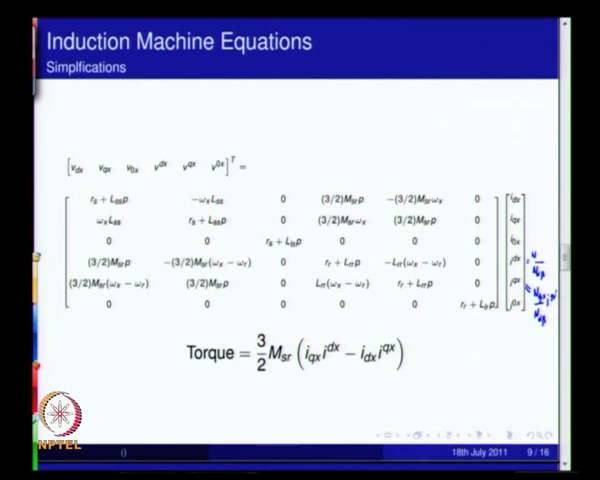 Induction Machine Equations
Simplfications
[v_dx v_qx v_0x v^dx v^qx v^0x]^T =
r_s + L_ss p   -ω_x L_ss   0   (3/2)M_sr p   -(3/2)M_sr ω_x   0   i_dx
ω_x L_ss   r_s + L_ss p   0   (3/2)M_sr ω_x   (3/2)M_sr p   0   i_qx
0   0   r_s + L_ls p   0   0   0   i_0x
(3/2)M_sr p   -(3/2)M_sr(ω_x - ω_r)   0   r_r + L_rr p   -L_rr(ω_x - ω_r)   0   i^dx
(3/2)M_sr(ω_x - ω_r)   (3/2)M_sr p   0   L_rr(ω_x - ω_r)   r_r + L_rr p   0   i^qx
0   0   0   0   0   r_r + L_lr p   i^0x
Torque = 3/2 M_sr (i_qx i^dx - i_dx i^qx)
NPTEL
() 18th July 2011 9 / 16